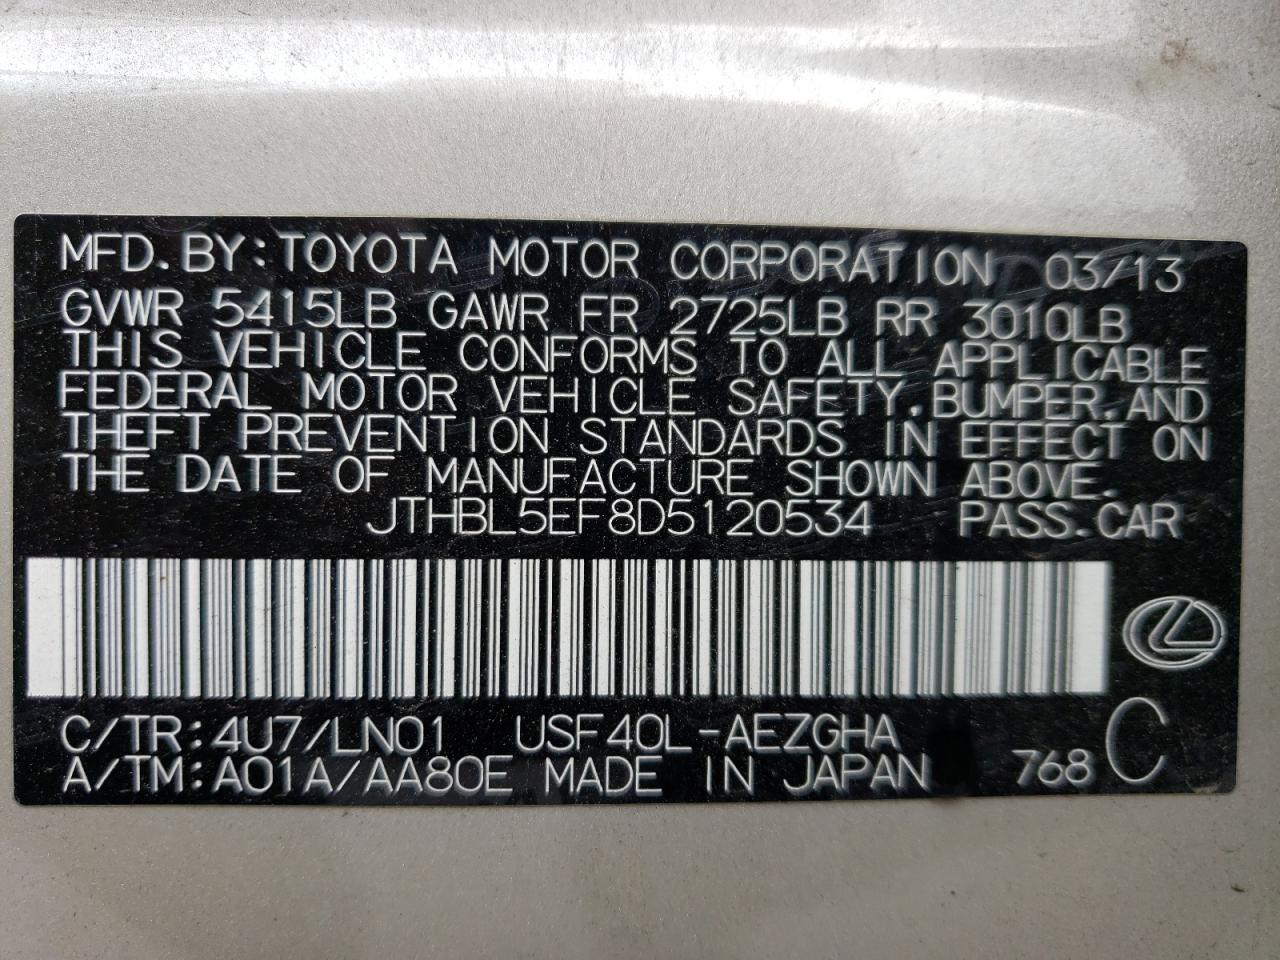 MFD.BY:TOYOTA MOTOR CORPORATION 03/13
GVWR 5415LB GAWR FR 2725LB RR 3010LB
THIS VEHICLE CONFORMS TO ALL APPLICABLE
FEDERAL MOTOR VEHICLE SAFETY,BUMPER,AND
THEFT PREVENTION STANDARDS IN EFFECT ON
THE DATE OF MANUFACTURE SHOWN ABOVE.
JTHBL5EF8D5120534 PASS.CAR
C/TR:4U7/LN01 USF40L-AEZGHA
A/TM:A01A/AA80E MADE IN JAPAN 768 C